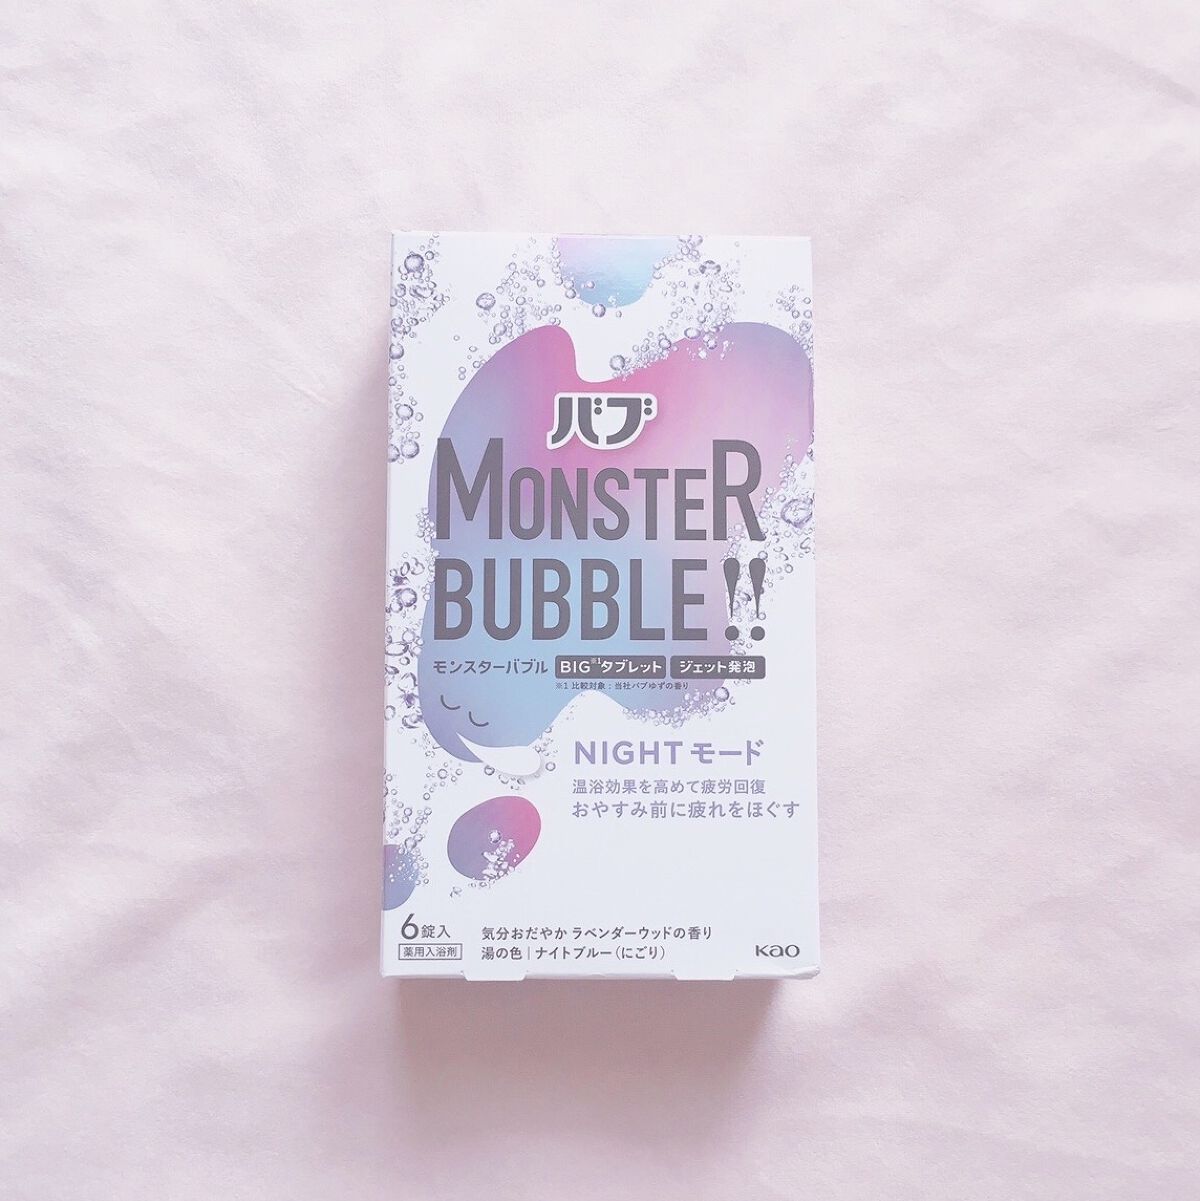 バブ
MONSTER
BUBBLE!!
モンスターバブル BIG※1タブレット ジェット発泡
※1 比較対象：当社バブゆずの香り
NIGHTモード
温浴効果を高めて疲労回復
おやすみ前に疲れをほぐす
6錠入
薬用入浴剤
気分おだやか ラベンダーウッドの香り
湯の色|ナイトブルー(にごり)
Kao